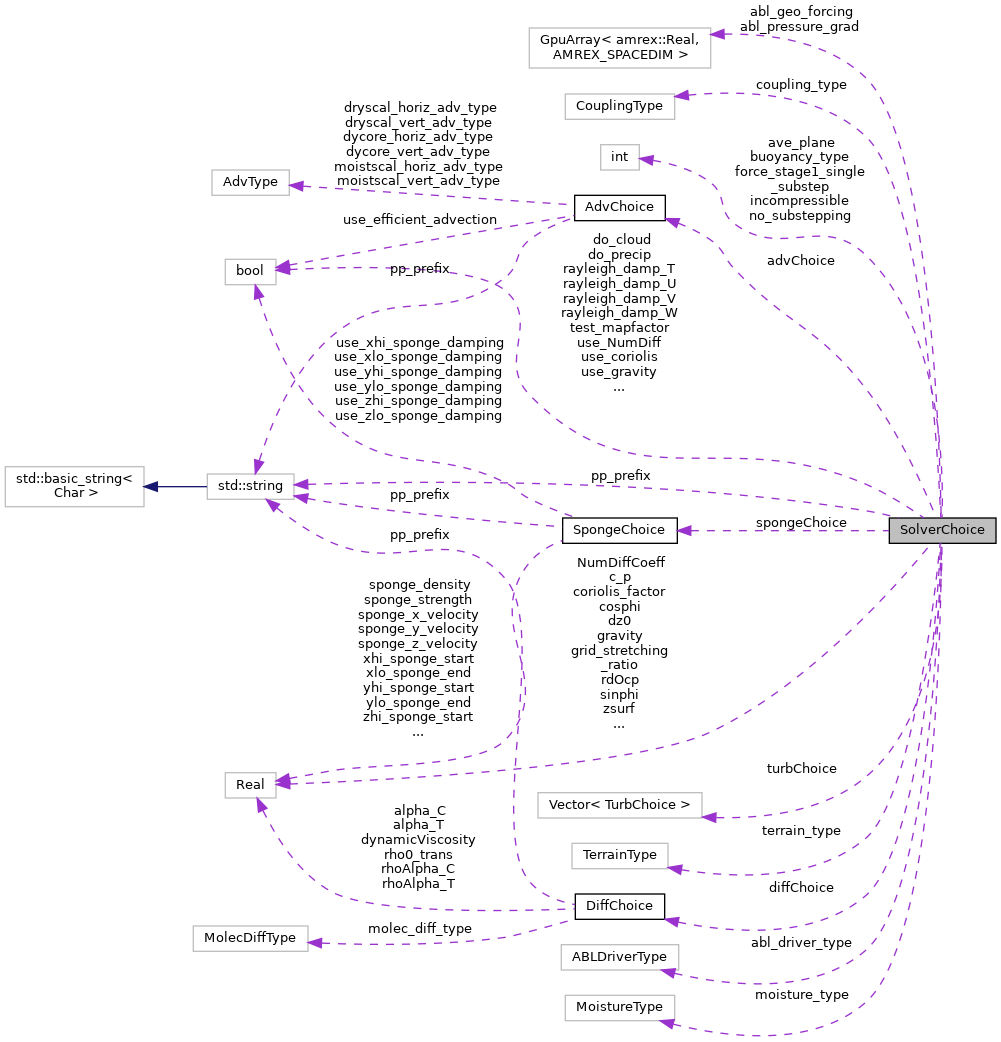 abl_geo_forcing
abl_pressure_grad
GpuArray< amrex::Real,
AMREX_SPACEDIM >
coupling_type
CouplingType
dryscal_horiz_adv_type
dryscal_vert_adv_type
dycore_horiz_adv_type
dycore_vert_adv_type
moistscal_horiz_adv_type
moistscal_vert_adv_type
ave_plane
buoyancy_type
force_stage1_single
_substep
incompressible
no_substepping
int
AdvType
AdvChoice
use_efficient_advection
advChoice
bool
pp_prefix
do_cloud
do_precip
rayleigh_damp_T
rayleigh_damp_U
rayleigh_damp_V
rayleigh_damp_W
test_mapfactor
use_NumDiff
use_coriolis
use_gravity
...
use_xhi_sponge_damping
use_xlo_sponge_damping
use_yhi_sponge_damping
use_ylo_sponge_damping
use_zhi_sponge_damping
use_zlo_sponge_damping
std::basic_string<
Char >
std::string
pp_prefix
pp_prefix
pp_prefix
SpongeChoice
spongeChoice
SolverChoice
NumDiffCoeff
c_p
coriolis_factor
cosphi
dz0
gravity
grid_stretching
_ratio
rdOcp
sinphi
zsurf
...
sponge_density
sponge_strength
sponge_x_velocity
sponge_y_velocity
sponge_z_velocity
xhi_sponge_start
xlo_sponge_end
yhi_sponge_start
ylo_sponge_end
zhi_sponge_start
...
Real
turbChoice
Vector< TurbChoice >
alpha_C
alpha_T
dynamicViscosity
rho0_trans
rhoAlpha_C
rhoAlpha_T
terrain_type
TerrainType
diffChoice
DiffChoice
molec_diff_type
MolecDiffType
abl_driver_type
ABLDriverType
moisture_type
MoistureType